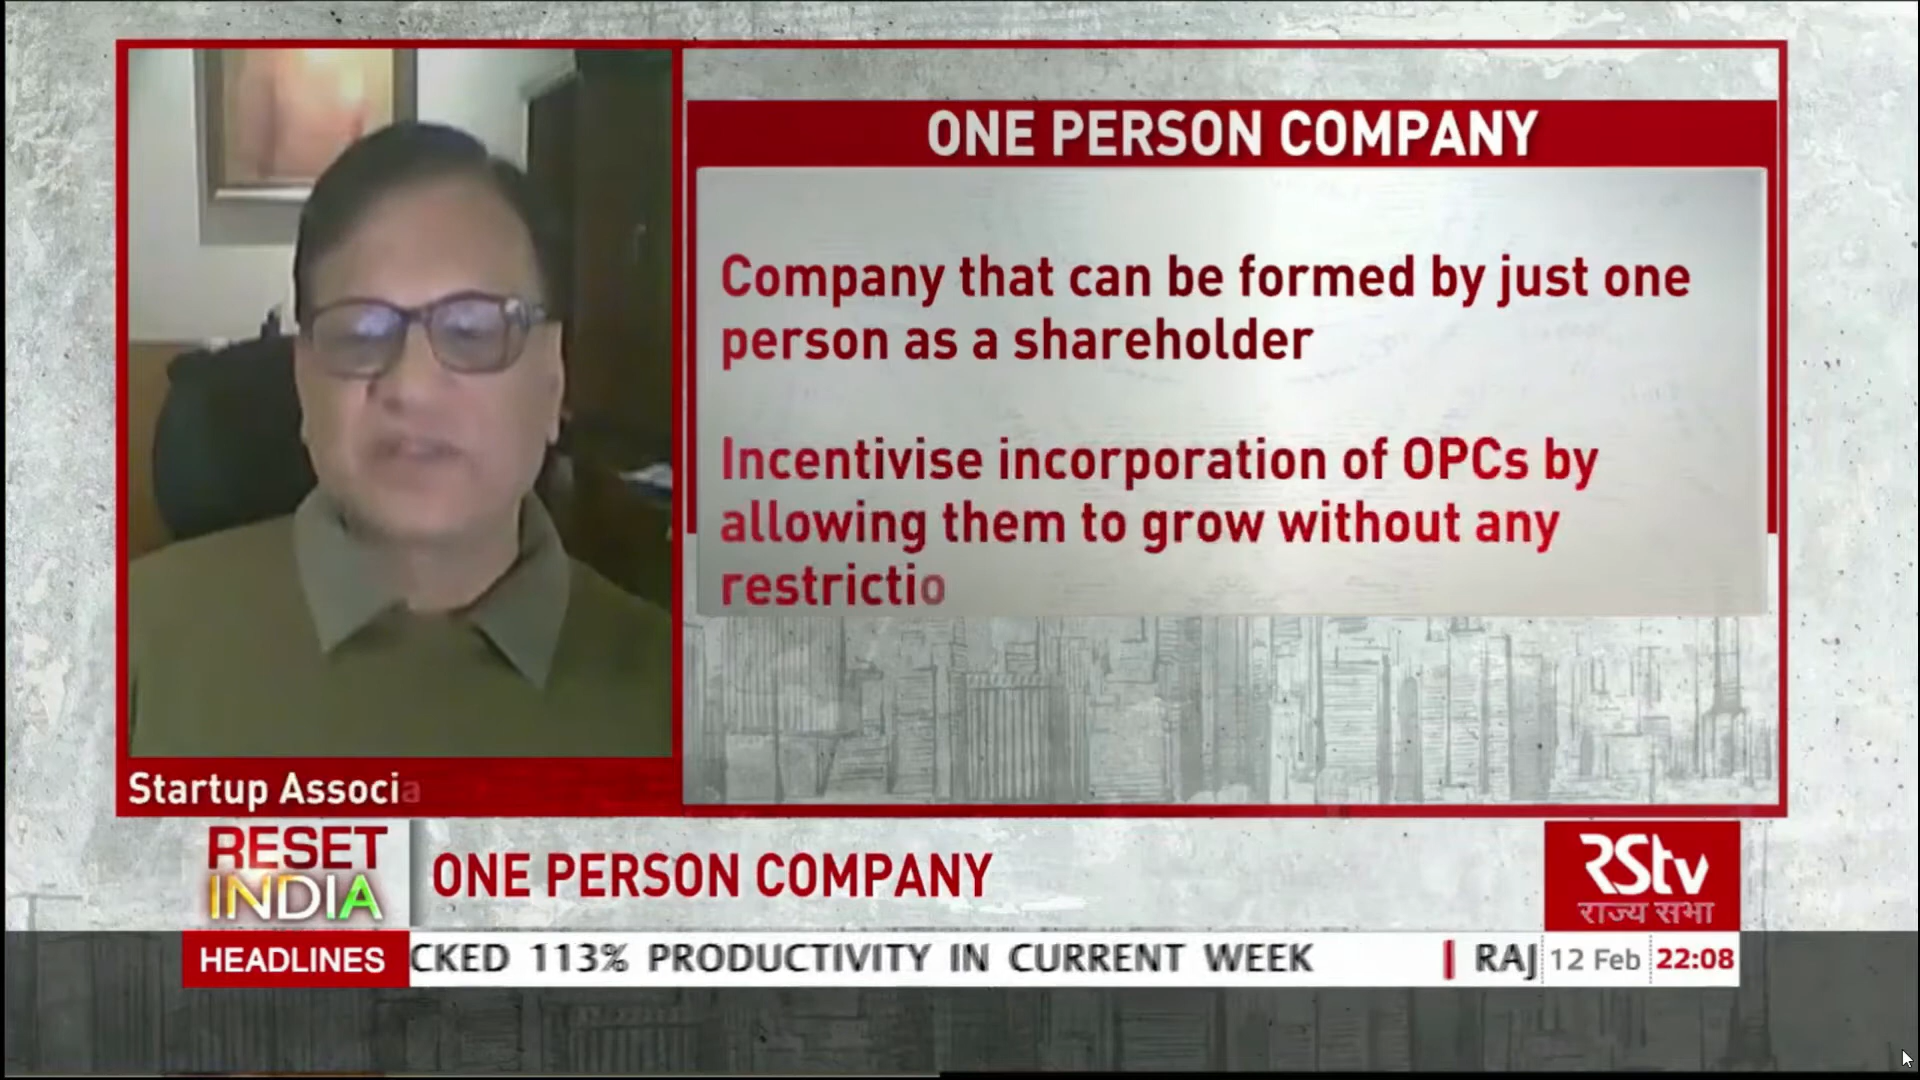 ONE PERSON COMPANY
Company that can be formed by just one
person as a shareholder
Incentivise incorporation of OPCs by
allowing them to grow without any
restrictio
Startup Associa
RESET
INDIA
ONE PERSON COMPANY
RStv
राज्य सभा
HEADLINES
CKED 113% PRODUCTIVITY IN CURRENT WEEK
RAJ
12 Feb
22:08